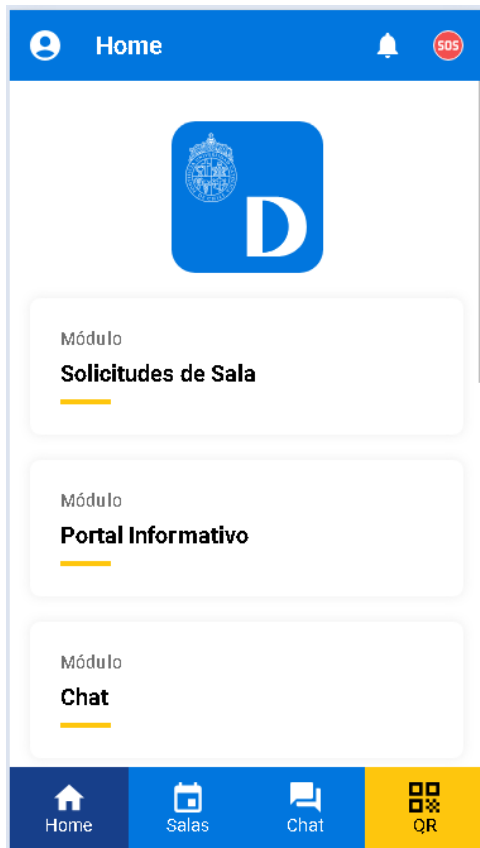 Home
SOS
D
Módulo
Solicitudes de Sala
Módulo
Portal Informativo
Módulo
Chat
Home
Salas
Chat
QR